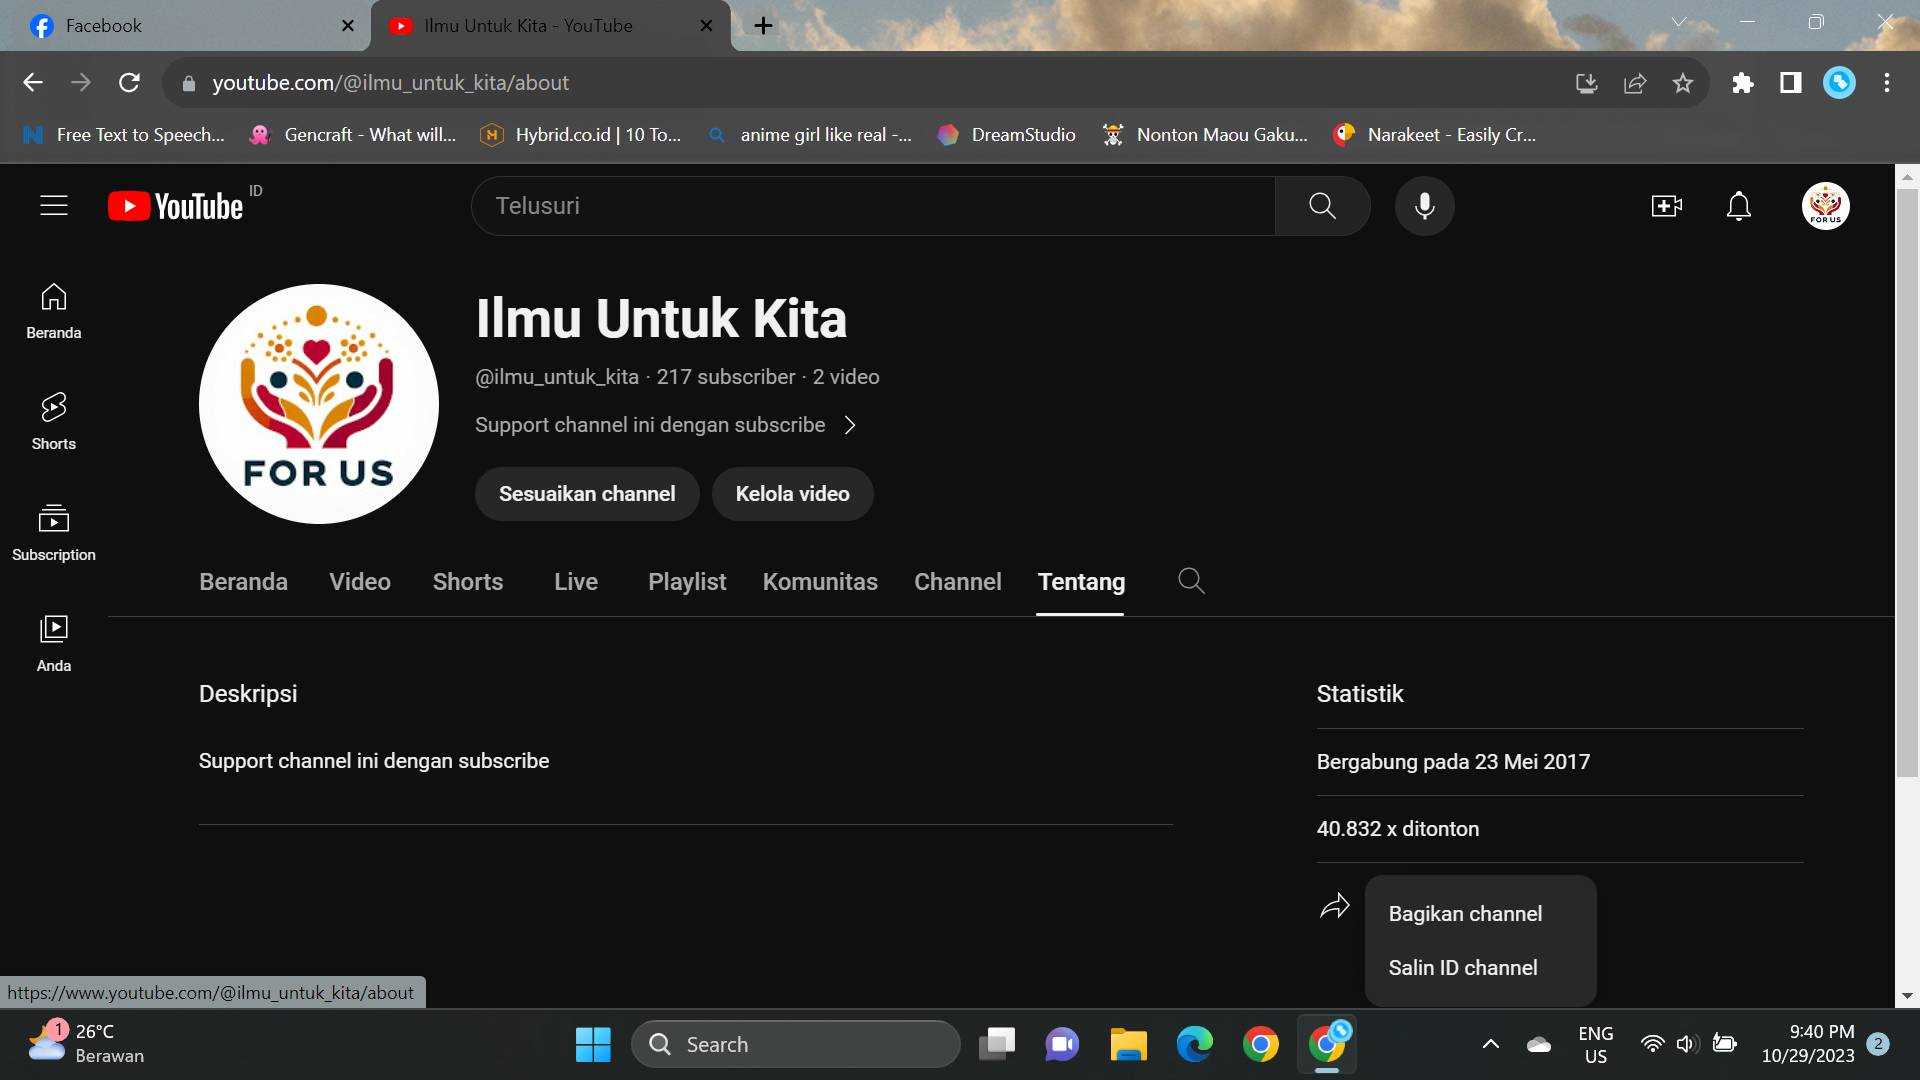 Facebook
Ilmu Untuk Kita - YouTube
youtube.com/@ilmu_untuk_kita/about
Free Text to Speech...
Gencraft - What will...
Hybrid.co.id | 10 To...
anime girl like real -...
DreamStudio
Nonton Maou Gaku...
Narakeet - Easily Cr...
YouTube ID
Telusuri
FOR US
Beranda
Shorts
Subscription
Anda
FOR US
Ilmu Untuk Kita
@ilmu_untuk_kita · 217 subscriber · 2 video
Support channel ini dengan subscribe
Sesuaikan channel
Kelola video
Beranda
Video
Shorts
Live
Playlist
Komunitas
Channel
Tentang
Deskripsi
Support channel ini dengan subscribe
Statistik
Bergabung pada 23 Mei 2017
40.832 x ditonton
Bagikan channel
Salin ID channel
https://www.youtube.com/@ilmu_untuk_kita/about
1
26°C
Berawan
Search
ENG
US
9:40 PM
10/29/2023
2